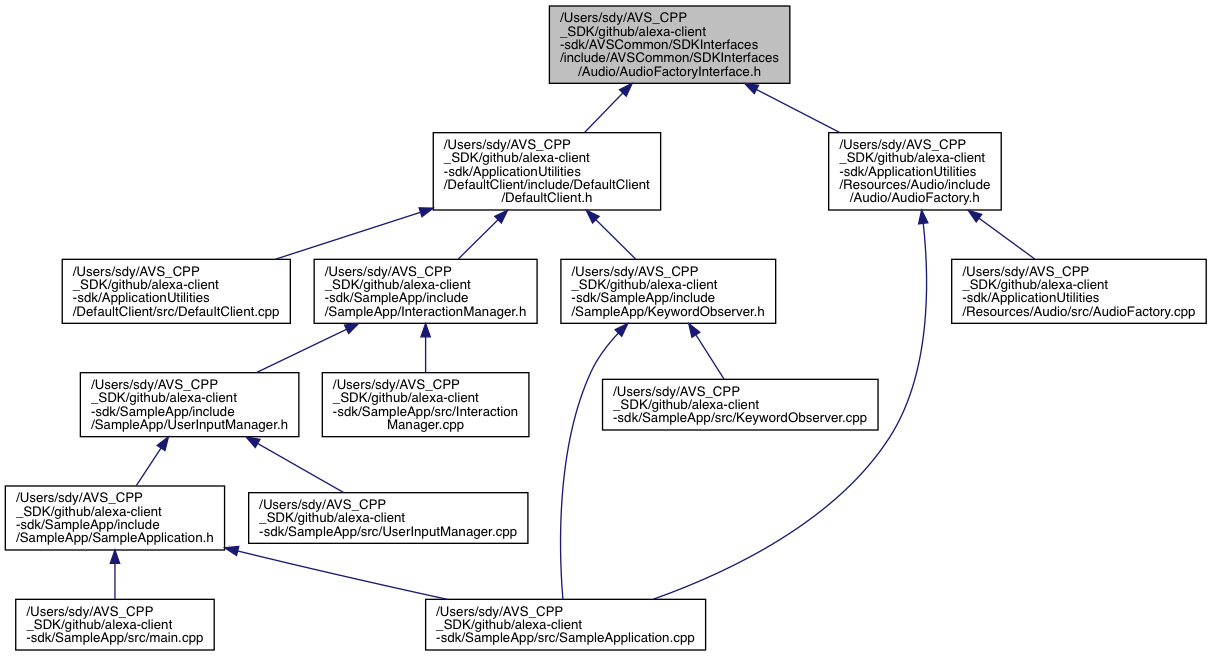 /Users/sdy/AVS_CPP
_SDK/github/alexa-client
-sdk/AVSCommon/SDKInterfaces
/include/AVSCommon/SDKInterfaces
/Audio/AudioFactoryInterface.h
/Users/sdy/AVS_CPP
_SDK/github/alexa-client
-sdk/ApplicationUtilities
/DefaultClient/include/DefaultClient
/DefaultClient.h
/Users/sdy/AVS_CPP
_SDK/github/alexa-client
-sdk/ApplicationUtilities
/Resources/Audio/include
/Audio/AudioFactory.h
/Users/sdy/AVS_CPP
_SDK/github/alexa-client
-sdk/ApplicationUtilities
/DefaultClient/src/DefaultClient.cpp
/Users/sdy/AVS_CPP
_SDK/github/alexa-client
-sdk/SampleApp/include
/SampleApp/InteractionManager.h
/Users/sdy/AVS_CPP
_SDK/github/alexa-client
-sdk/SampleApp/include
/SampleApp/KeywordObserver.h
/Users/sdy/AVS_CPP
_SDK/github/alexa-client
-sdk/ApplicationUtilities
/Resources/Audio/src/AudioFactory.cpp
/Users/sdy/AVS_CPP
_SDK/github/alexa-client
-sdk/SampleApp/include
/SampleApp/UserInputManager.h
/Users/sdy/AVS_CPP
_SDK/github/alexa-client
-sdk/SampleApp/src/Interaction
Manager.cpp
/Users/sdy/AVS_CPP
_SDK/github/alexa-client
-sdk/SampleApp/src/KeywordObserver.cpp
/Users/sdy/AVS_CPP
_SDK/github/alexa-client
-sdk/SampleApp/include
/SampleApp/SampleApplication.h
/Users/sdy/AVS_CPP
_SDK/github/alexa-client
-sdk/SampleApp/src/UserInputManager.cpp
/Users/sdy/AVS_CPP
_SDK/github/alexa-client
-sdk/SampleApp/src/main.cpp
/Users/sdy/AVS_CPP
_SDK/github/alexa-client
-sdk/SampleApp/src/SampleApplication.cpp